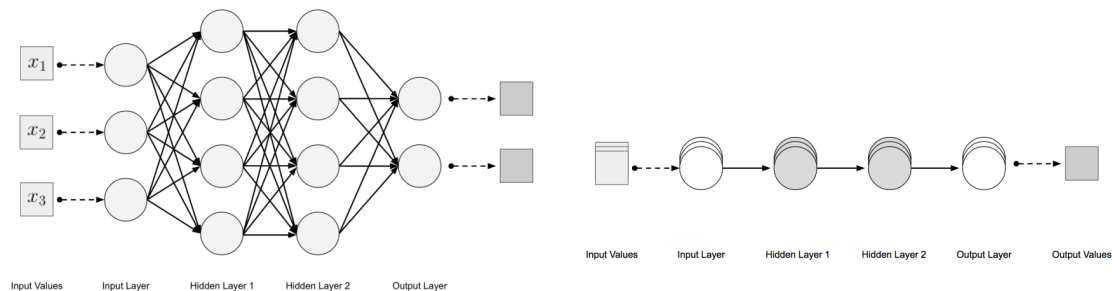 x₁
x₂
x₃
Input Values Input Layer Hidden Layer 1 Hidden Layer 2 Output Layer
Input Values Input Layer Hidden Layer 1 Hidden Layer 2 Output Layer Output Values